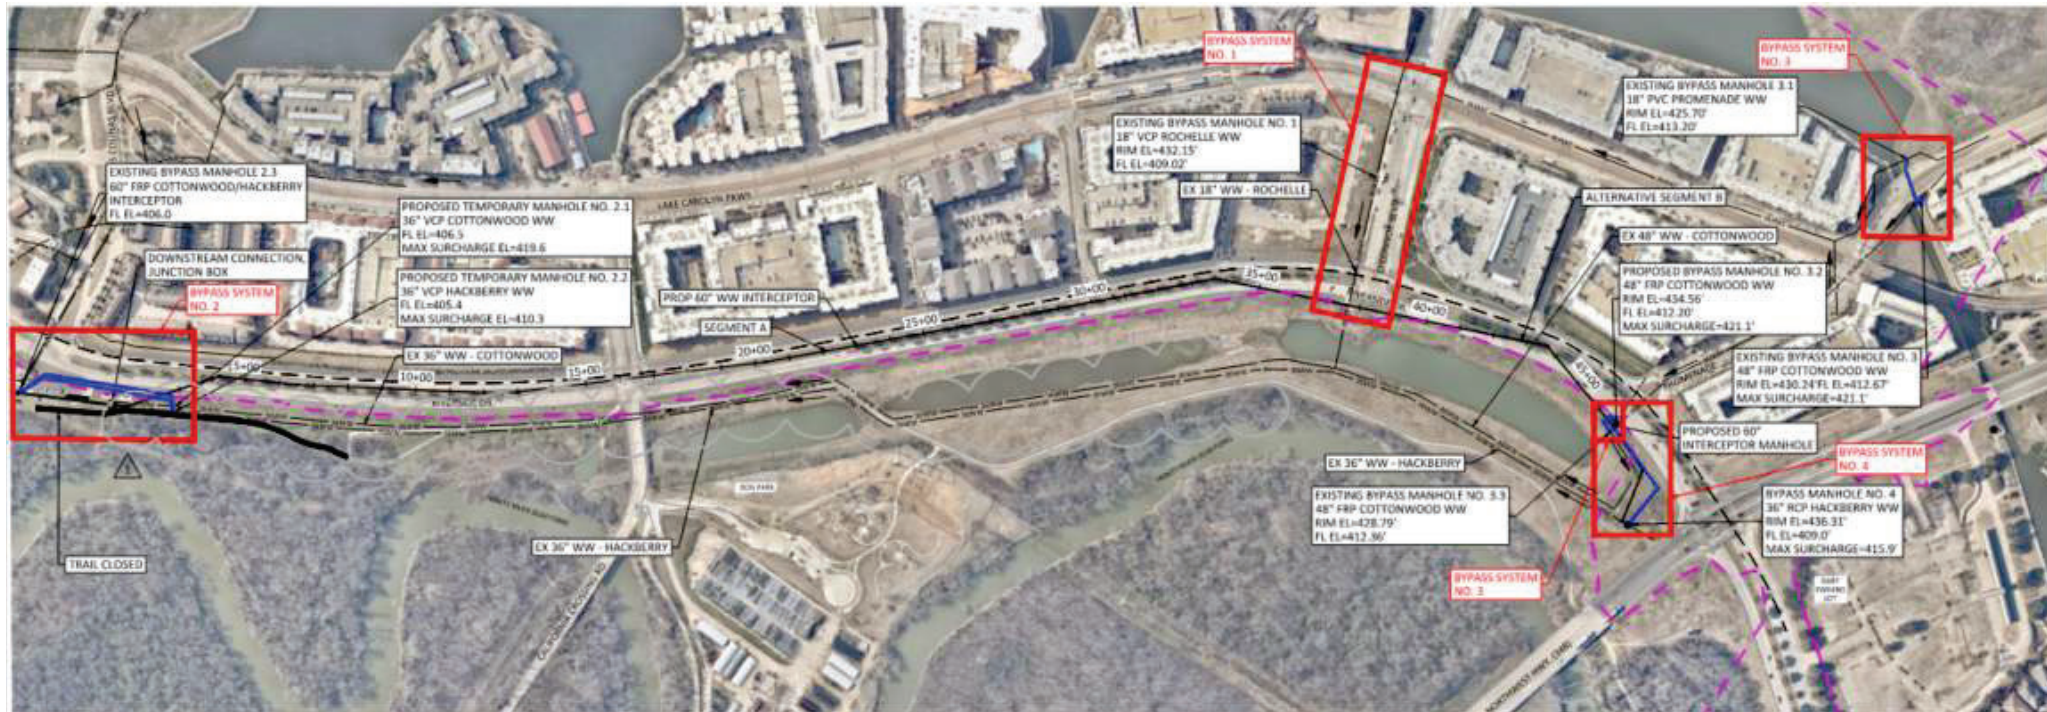 BYPASS SYSTEM
NO. 1
BYPASS SYSTEM
NO. 3
EXISTING BYPASS MANHOLE 3.1
18" PVC PROMENADE WW
RIM EL=425.70'
FL EL=413.20'
EXISTING BYPASS MANHOLE NO. 1
18" VCP ROCHELLE WW
RIM EL=432.15'
FL EL=409.02'
EX 18" WW - ROCHELLE
EXISTING BYPASS MANHOLE 2.3
60" FRP COTTONWOOD/HACKBERRY
INTERCEPTOR
FL EL=406.0
PROPOSED TEMPORARY MANHOLE NO. 2.1
36" VCP COTTONWOOD WW
FL EL=406.5
MAX SURCHARGE EL=419.6
LAKE CAROLYN PKWY
ALTERNATIVE SEGMENT B
EX 48" WW - COTTONWOOD
DOWNSTREAM CONNECTION,
JUNCTION BOX
PROPOSED TEMPORARY MANHOLE NO. 2.2
36" VCP HACKBERRY WW
FL EL=405.4
MAX SURCHARGE EL=410.3
PROPOSED BYPASS MANHOLE NO. 3.2
48" FRP COTTONWOOD WW
RIM EL=434.56'
FL EL=412.20'
MAX SURCHARGE=421.1'
BYPASS SYSTEM
NO. 2
PROP 60" WW INTERCEPTOR
SEGMENT A
EX 36" WW - COTTONWOOD
5+00
10+00
15+00
20+00
25+00
30+00
35+00
40+00
45+00
EXISTING BYPASS MANHOLE NO. 3
48" FRP COTTONWOOD WW
RIM EL=430.24'FL EL=412.67'
MAX SURCHARGE=421.1'
PROPOSED 60"
INTERCEPTOR MANHOLE
BYPASS SYSTEM
NO. 4
EX 36" WW - HACKBERRY
EXISTING BYPASS MANHOLE NO. 3.3
48" FRP COTTONWOOD WW
RIM EL=428.79'
FL EL=412.36'
BYPASS MANHOLE NO. 4
36" RCP HACKBERRY WW
RIM EL=436.31'
FL EL=409.0'
MAX SURCHARGE=415.9'
EX 36" WW - HACKBERRY
TRAIL CLOSED
BYPASS SYSTEM
NO. 3
CALIFORNIA CROSSING RD